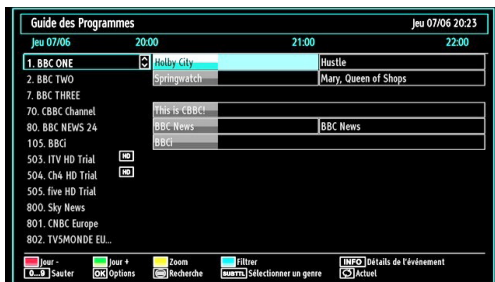 Guide des Programmes Jeu 07/06 20:23
Jeu 07/06 20:00 21:00 22:00
1. BBC ONE Holby City Hustle
2. BBC TWO Springwatch Mary, Queen of Shops
7. BBC THREE
70. CBBC Channel This is CBBC!
80. BBC NEWS 24 BBC News BBC News
105. BBCi BBCi
503. ITV HD Trial HD
504. Ch4 HD Trial HD
505. five HD Trial
800. Sky News
801. CNBC Europe
802. TV5MONDE EU...
Jour - Jour + Zoom Filtrer INFO Détails de l'événement
0...9 Sauter OK Options Recherche SUBTTL Sélectionner un genre Actuel